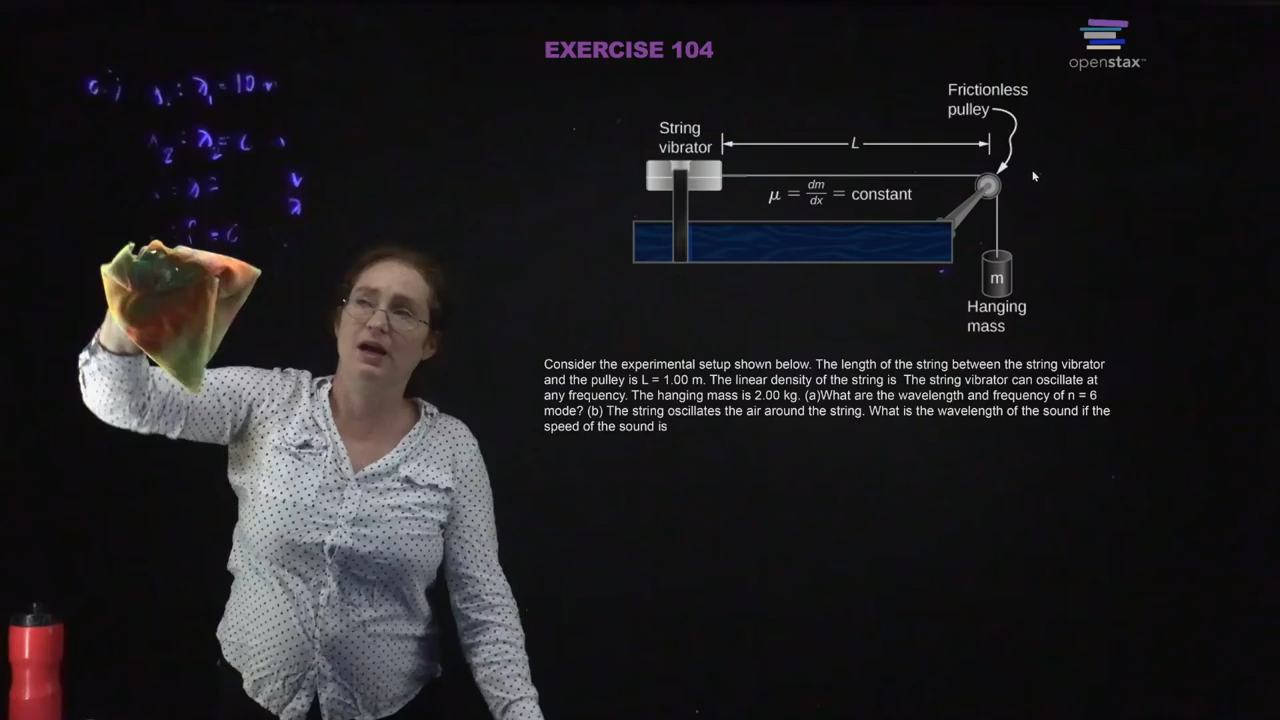 EXERCISE 104
openstax™
Frictionless
pulley
String
vibrator
L
μ = dm/dx = constant
m
Hanging
mass
Consider the experimental setup shown below. The length of the string between the string vibrator
and the pulley is L = 1.00 m. The linear density of the string is The string vibrator can oscillate at
any frequency. The hanging mass is 2.00 kg. (a)What are the wavelength and frequency of n = 6
mode? (b) The string oscillates the air around the string. What is the wavelength of the sound if the
speed of the sound is
: λ₁ = 10
: λ₂ =
λ =